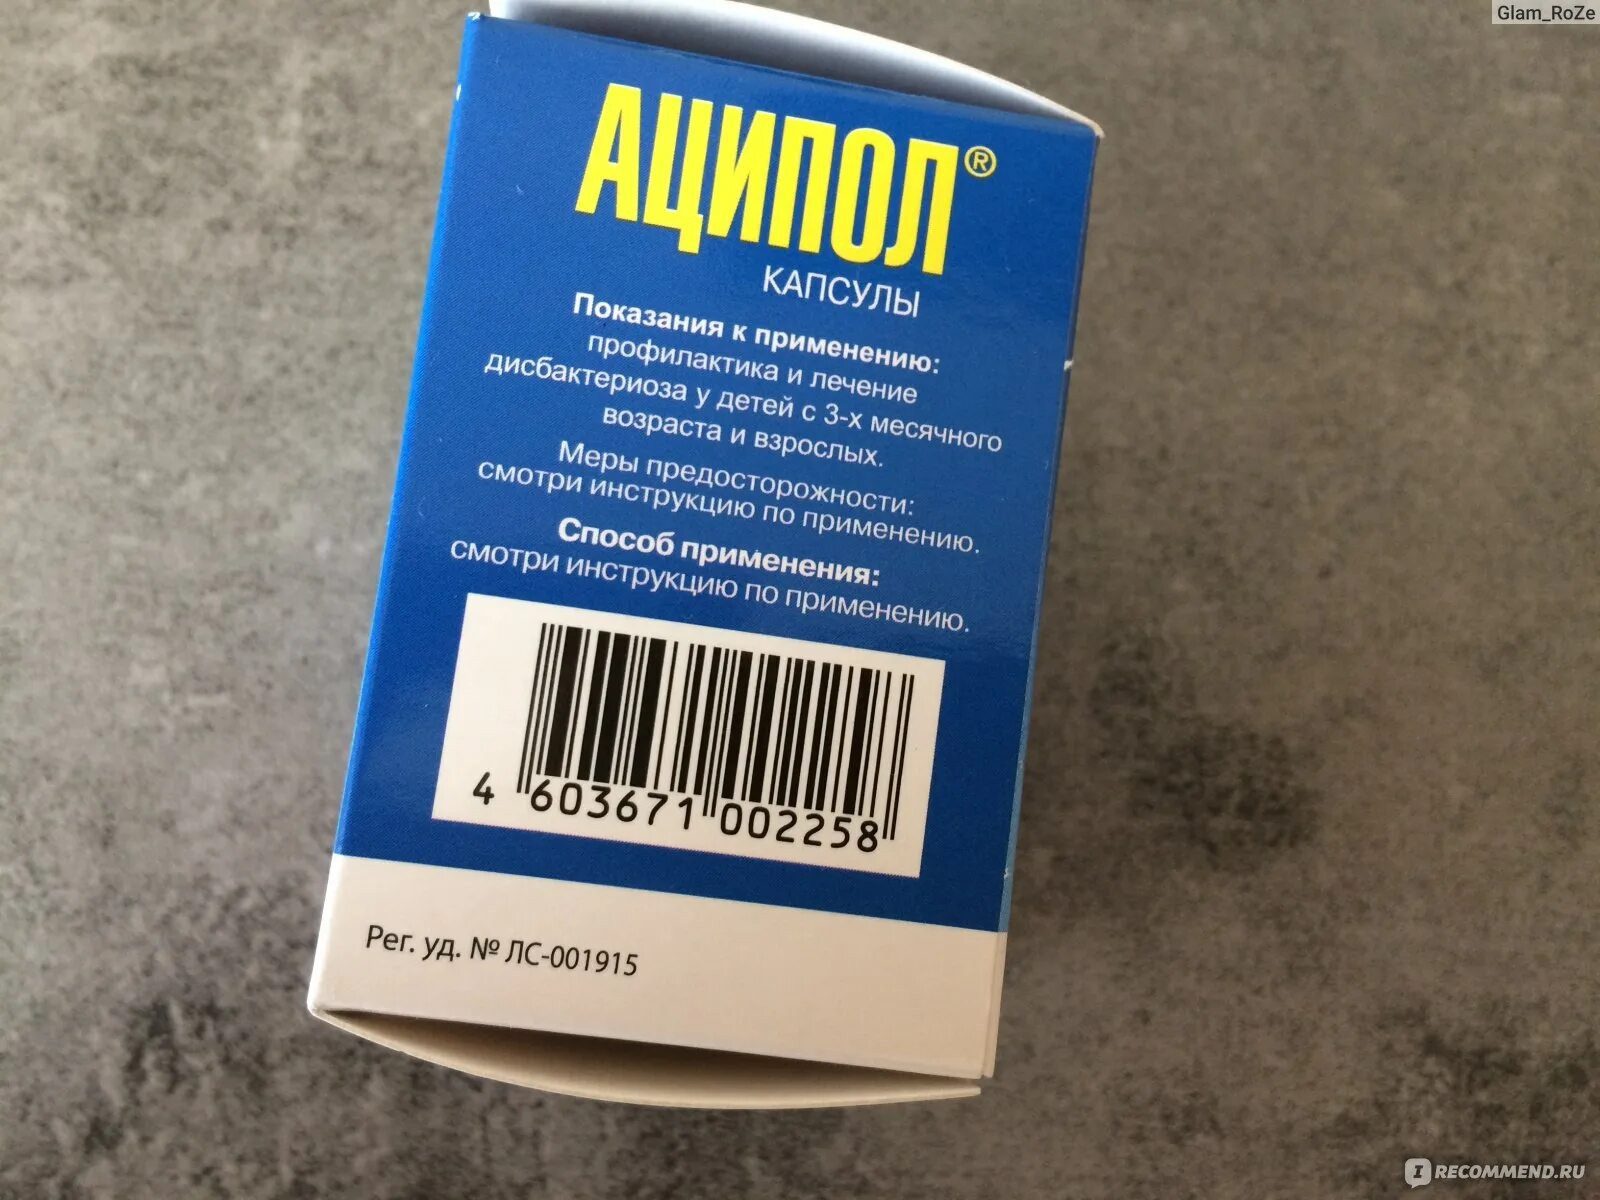 Glam_RoZe
АЦИПОЛ®
КАПСУЛЫ
Показания к применению:
профилактика и лечение
дисбактериоза у детей с 3-х месячного
возраста и взрослых.
Меры предосторожности:
смотри инструкцию по применению.
Способ применения:
смотри инструкцию по применению.
4 603671 002258
Рег. уд. № ЛС-001915
IRECOMMEND.RU